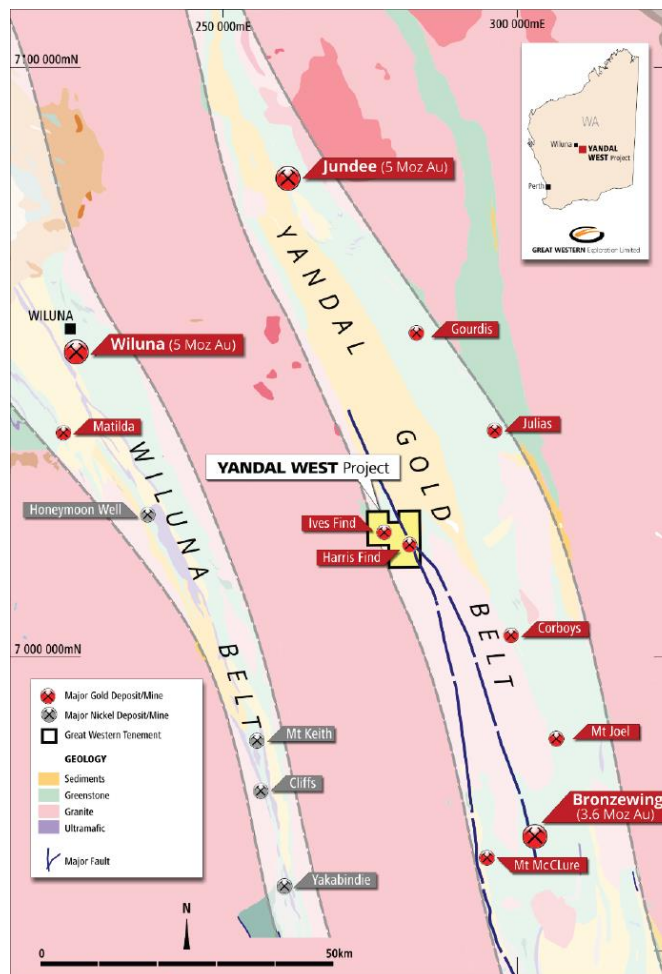 250 000mE
300 000mE
7100 000mN
WA
Wiluna
YANDAL
WEST Project
Perth
GREAT WESTERN Exploration Limited
Jundee (5 Moz Au)
YANDAL GOLD BELT
Gourdis
WILUNA
Wiluna (5 Moz Au)
Matilda
Julias
WILUNA BELT
YANDAL WEST Project
Honeymoon Well
Ives Find
Harris Find
Corboys
7 000 000mN
Major Gold Deposit/Mine
Major Nickel Deposit/Mine
Great Western Tenement
GEOLOGY
Sediments
Greenstone
Granite
Ultramafic
Major Fault
Mt Keith
Mt Joel
Cliffs
Bronzewing
(3.6 Moz Au)
Mt McCLure
Yakabindie
N
0
50km